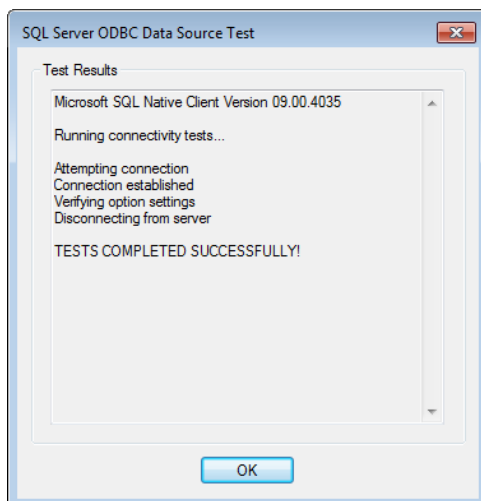 SQL Server ODBC Data Source Test
Test Results
Microsoft SQL Native Client Version 09.00.4035
Running connectivity tests...
Attempting connection
Connection established
Verifying option settings
Disconnecting from server
TESTS COMPLETED SUCCESSFULLY!
OK